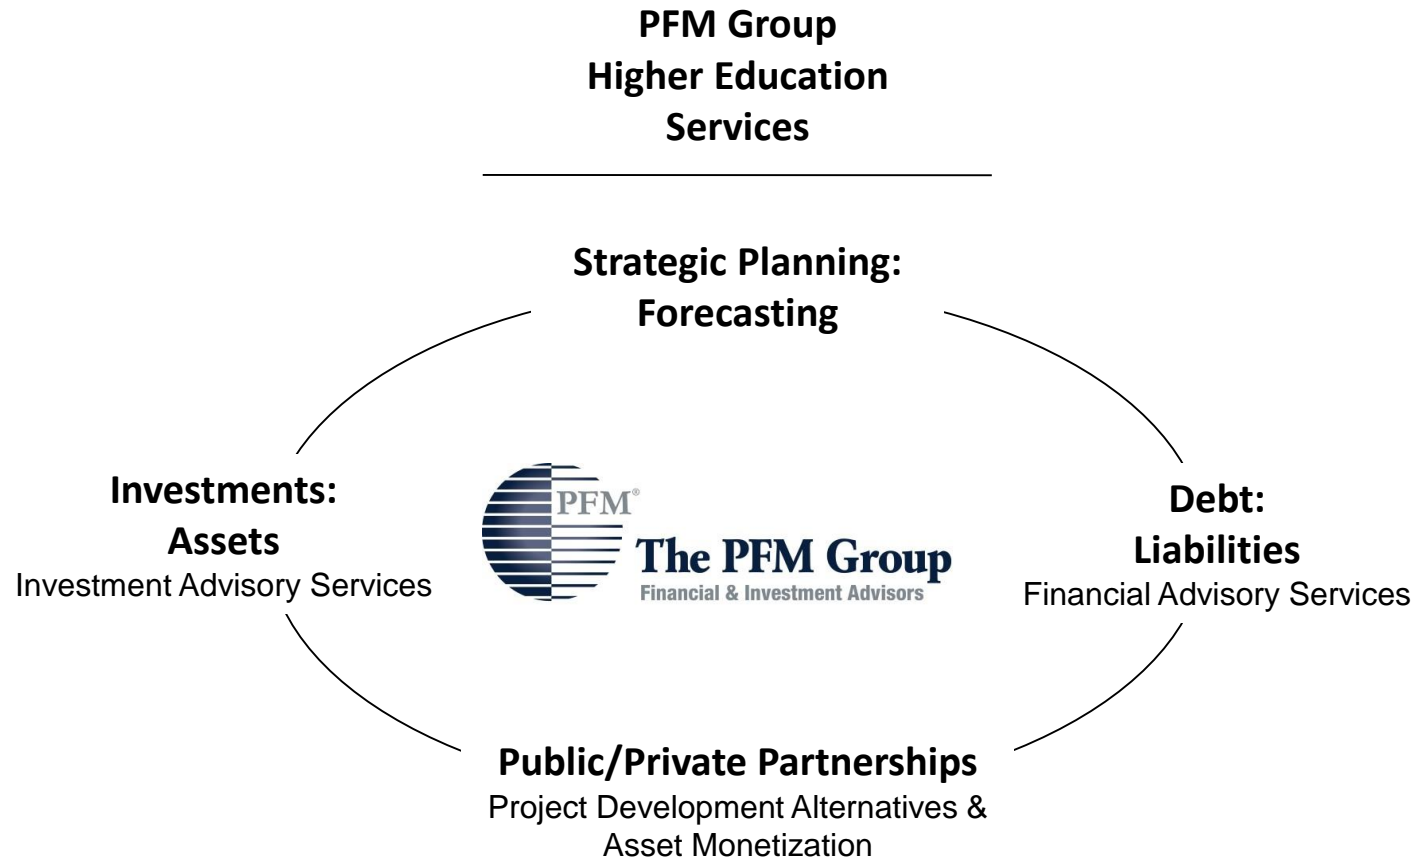 PFM Group
Higher Education
Services
Strategic Planning:
Forecasting
Investments:
Assets
Investment Advisory Services
PFM®
The PFM Group
Financial & Investment Advisors
Debt:
Liabilities
Financial Advisory Services
Public/Private Partnerships
Project Development Alternatives &
Asset Monetization